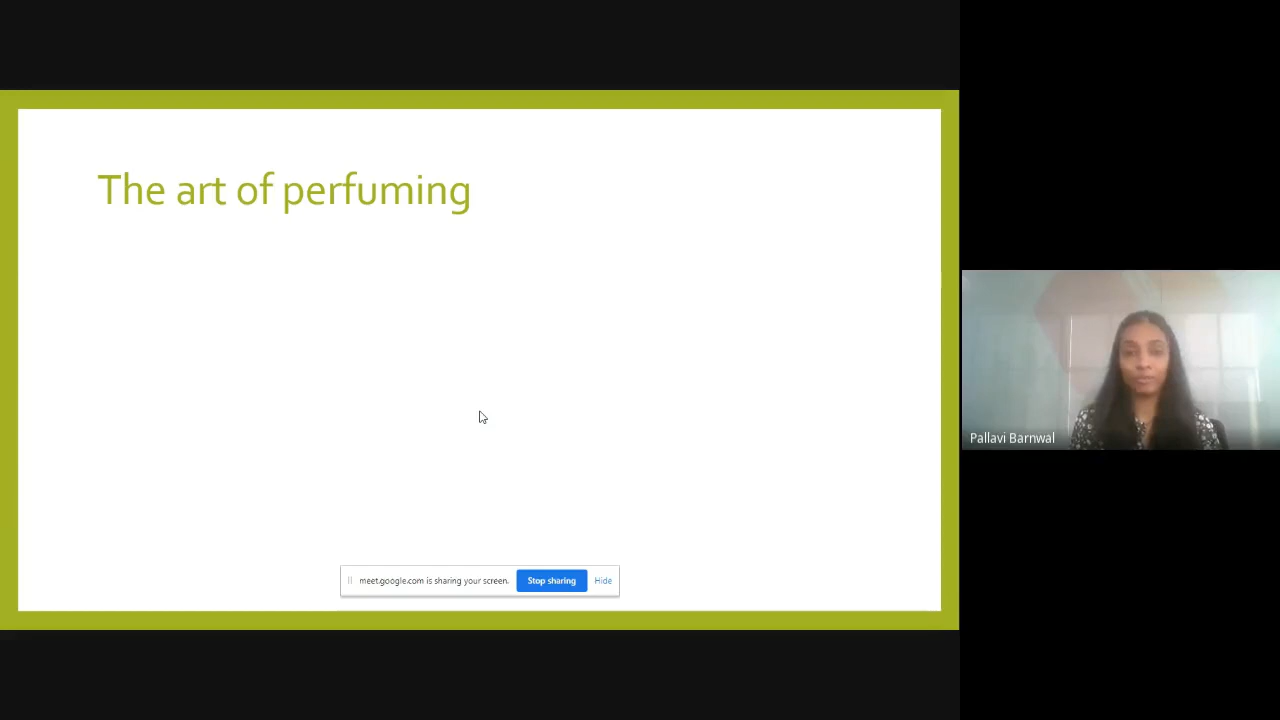 The art of perfuming
Pallavi Barnwal
meet.google.com is sharing your screen. Stop sharing Hide